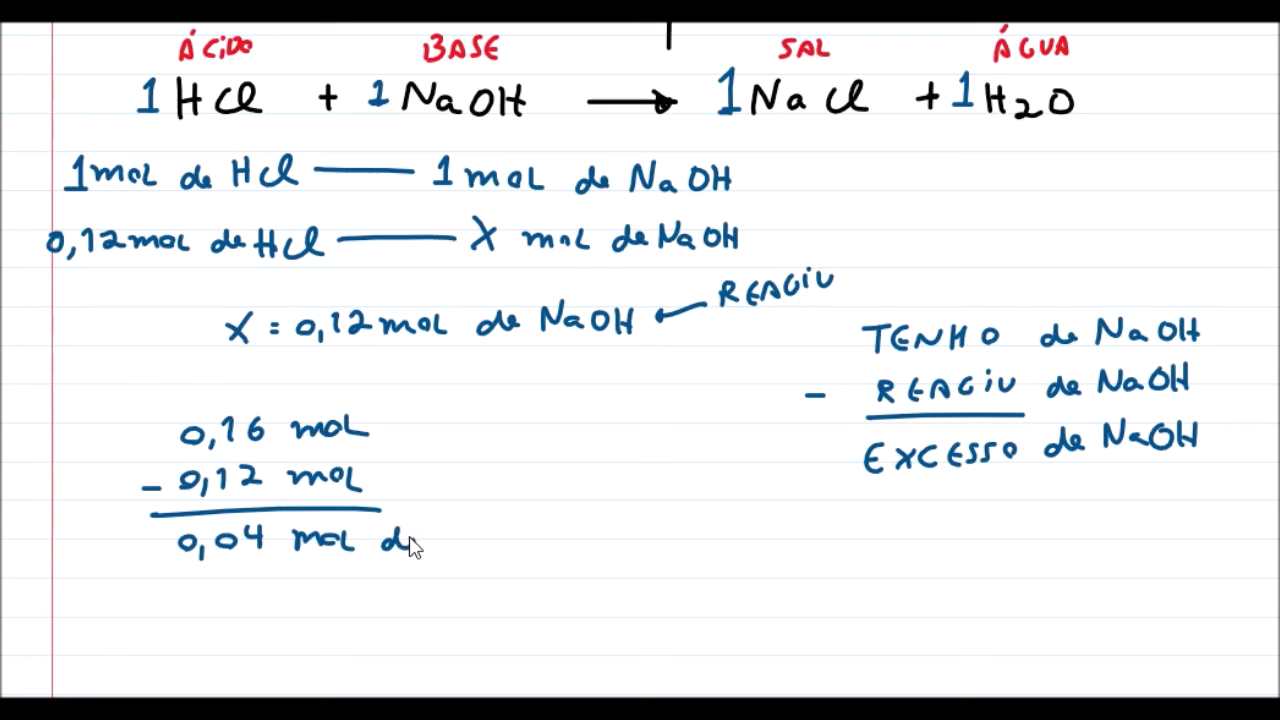 ÁCIDO BASE SAL ÁGUA
1 HCl + 1 NaOH → 1 NaCl + 1 H2O
1 mol de HCl —— 1 mol de NaOH
0,12 mol de HCl —— X mol de NaOH
X = 0,12 mol de NaOH ← REAGIU
TENHO de NaOH
- REAGIU de NaOH
EXCESSO de NaOH
0,16 mol
- 0,12 mol
0,04 mol d